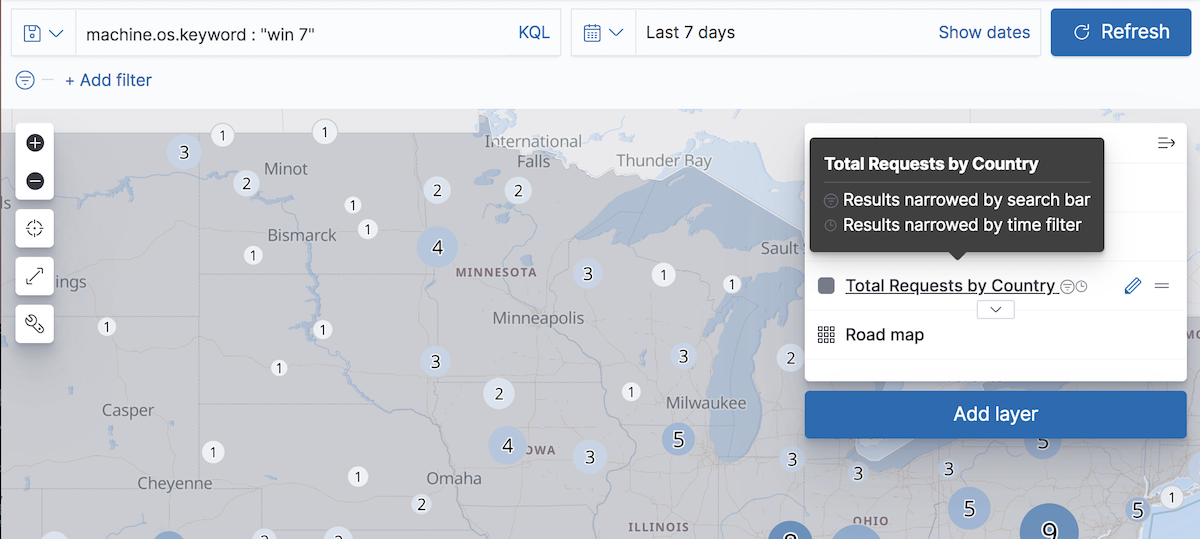 machine.os.keyword : "win 7"
KQL
Last 7 days
Show dates
Refresh
+ Add filter
International
Falls
Thunder Bay
Minot
Bismarck
MINNESOTA
Minneapolis
Sault
ings
Casper
Cheyenne
Omaha
OWA
Milwaukee
ILLINOIS
OHIO
Total Requests by Country
Results narrowed by search bar
Results narrowed by time filter
Total Requests by Country
Road map
Add layer
1
1
3
2
2
2
1
1
4
1
3
1
1
1
1
3
3
2
1
2
1
5
4
3
1
3
3
3
5
1
2
5
5
1
9